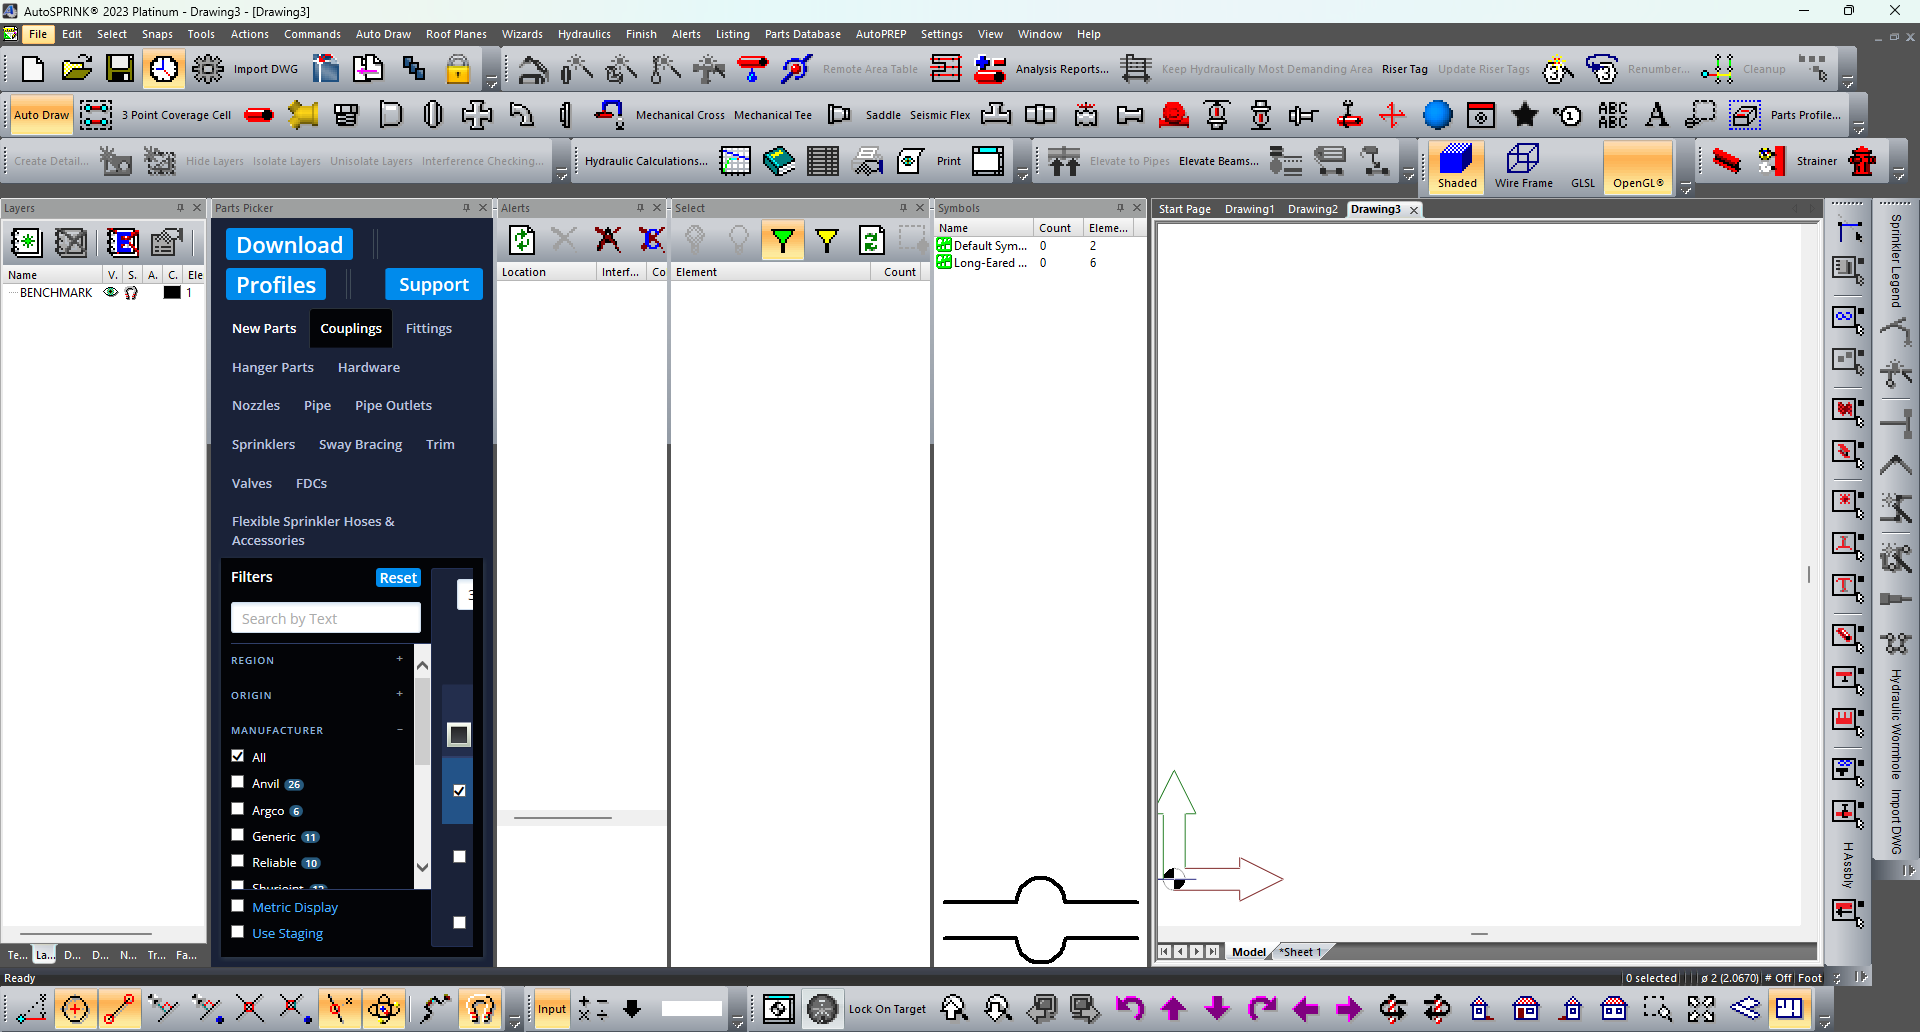 AutoSPRINK® 2023 Platinum - Drawing3 - [Drawing3]
File Edit Select Snaps Tools Actions Commands Auto Draw Roof Planes Wizards Hydraulics Finish Alerts Listing Parts Database AutoPREP Settings View Window Help
Import DWG Remote Area Table Analysis Reports... Keep Hydraulically Most Demanding Area Riser Tag Update Riser Tags Renumber... Cleanup
Auto Draw 3 Point Coverage Cell Mechanical Cross Mechanical Tee Saddle Seismic Flex ABC ABC A Parts Profile...
Create Detail... Hide Layers Isolate Layers Unisolate Layers Interference Checking... Hydraulic Calculations... Print Elevate to Pipes Elevate Beams... Shaded Wire Frame GLSL OpenGL® Strainer
Layers
Name V. S. A. C. Ele
BENCHMARK 1
Te... La... D... D... N... Tr... Fa...
Parts Picker
Download
Profiles Support
New Parts Couplings Fittings
Hanger Parts Hardware
Nozzles Pipe Pipe Outlets
Sprinklers Sway Bracing Trim
Valves FDCs
Flexible Sprinkler Hoses &
Accessories
Filters Reset
Search by Text
REGION +
ORIGIN +
MANUFACTURER −
All
Anvil 26
Argco 6
Generic 11
Reliable 10
Metric Display
Use Staging
Alerts
Location Interf... Co
Select
Element Count
Symbols
Name Count Eleme...
Default Sym... 0 2
Long-Eared ... 0 6
Start Page Drawing1 Drawing2 Drawing3
Model *Sheet 1
Sprinkler Legend
Hydraulic Wormhole
Import DWG
H Assbly
Ready 0 selected ø 2 (2.0670) # Off Foot
Input Lock On Target